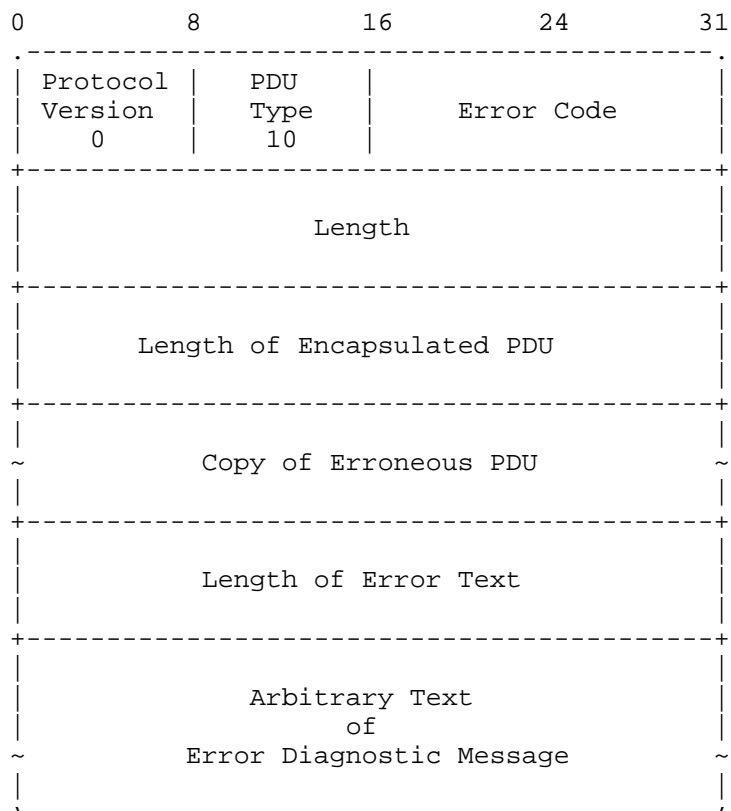 0          8           16          24         31
.-------------------------------------------.
| Protocol |   PDU    |                     |
| Version  |   Type   |     Error Code      |
|    0     |    10    |                     |
+-------------------------------------------+
|                                           |
|                  Length                   |
|                                           |
+-------------------------------------------+
|                                           |
|       Length of Encapsulated PDU          |
|                                           |
+-------------------------------------------+
|                                           |
~           Copy of Erroneous PDU           ~
|                                           |
+-------------------------------------------+
|                                           |
|           Length of Error Text            |
|                                           |
+-------------------------------------------+
|                                           |
|              Arbitrary Text               |
|                    of                     |
~          Error Diagnostic Message         ~
|                                           |